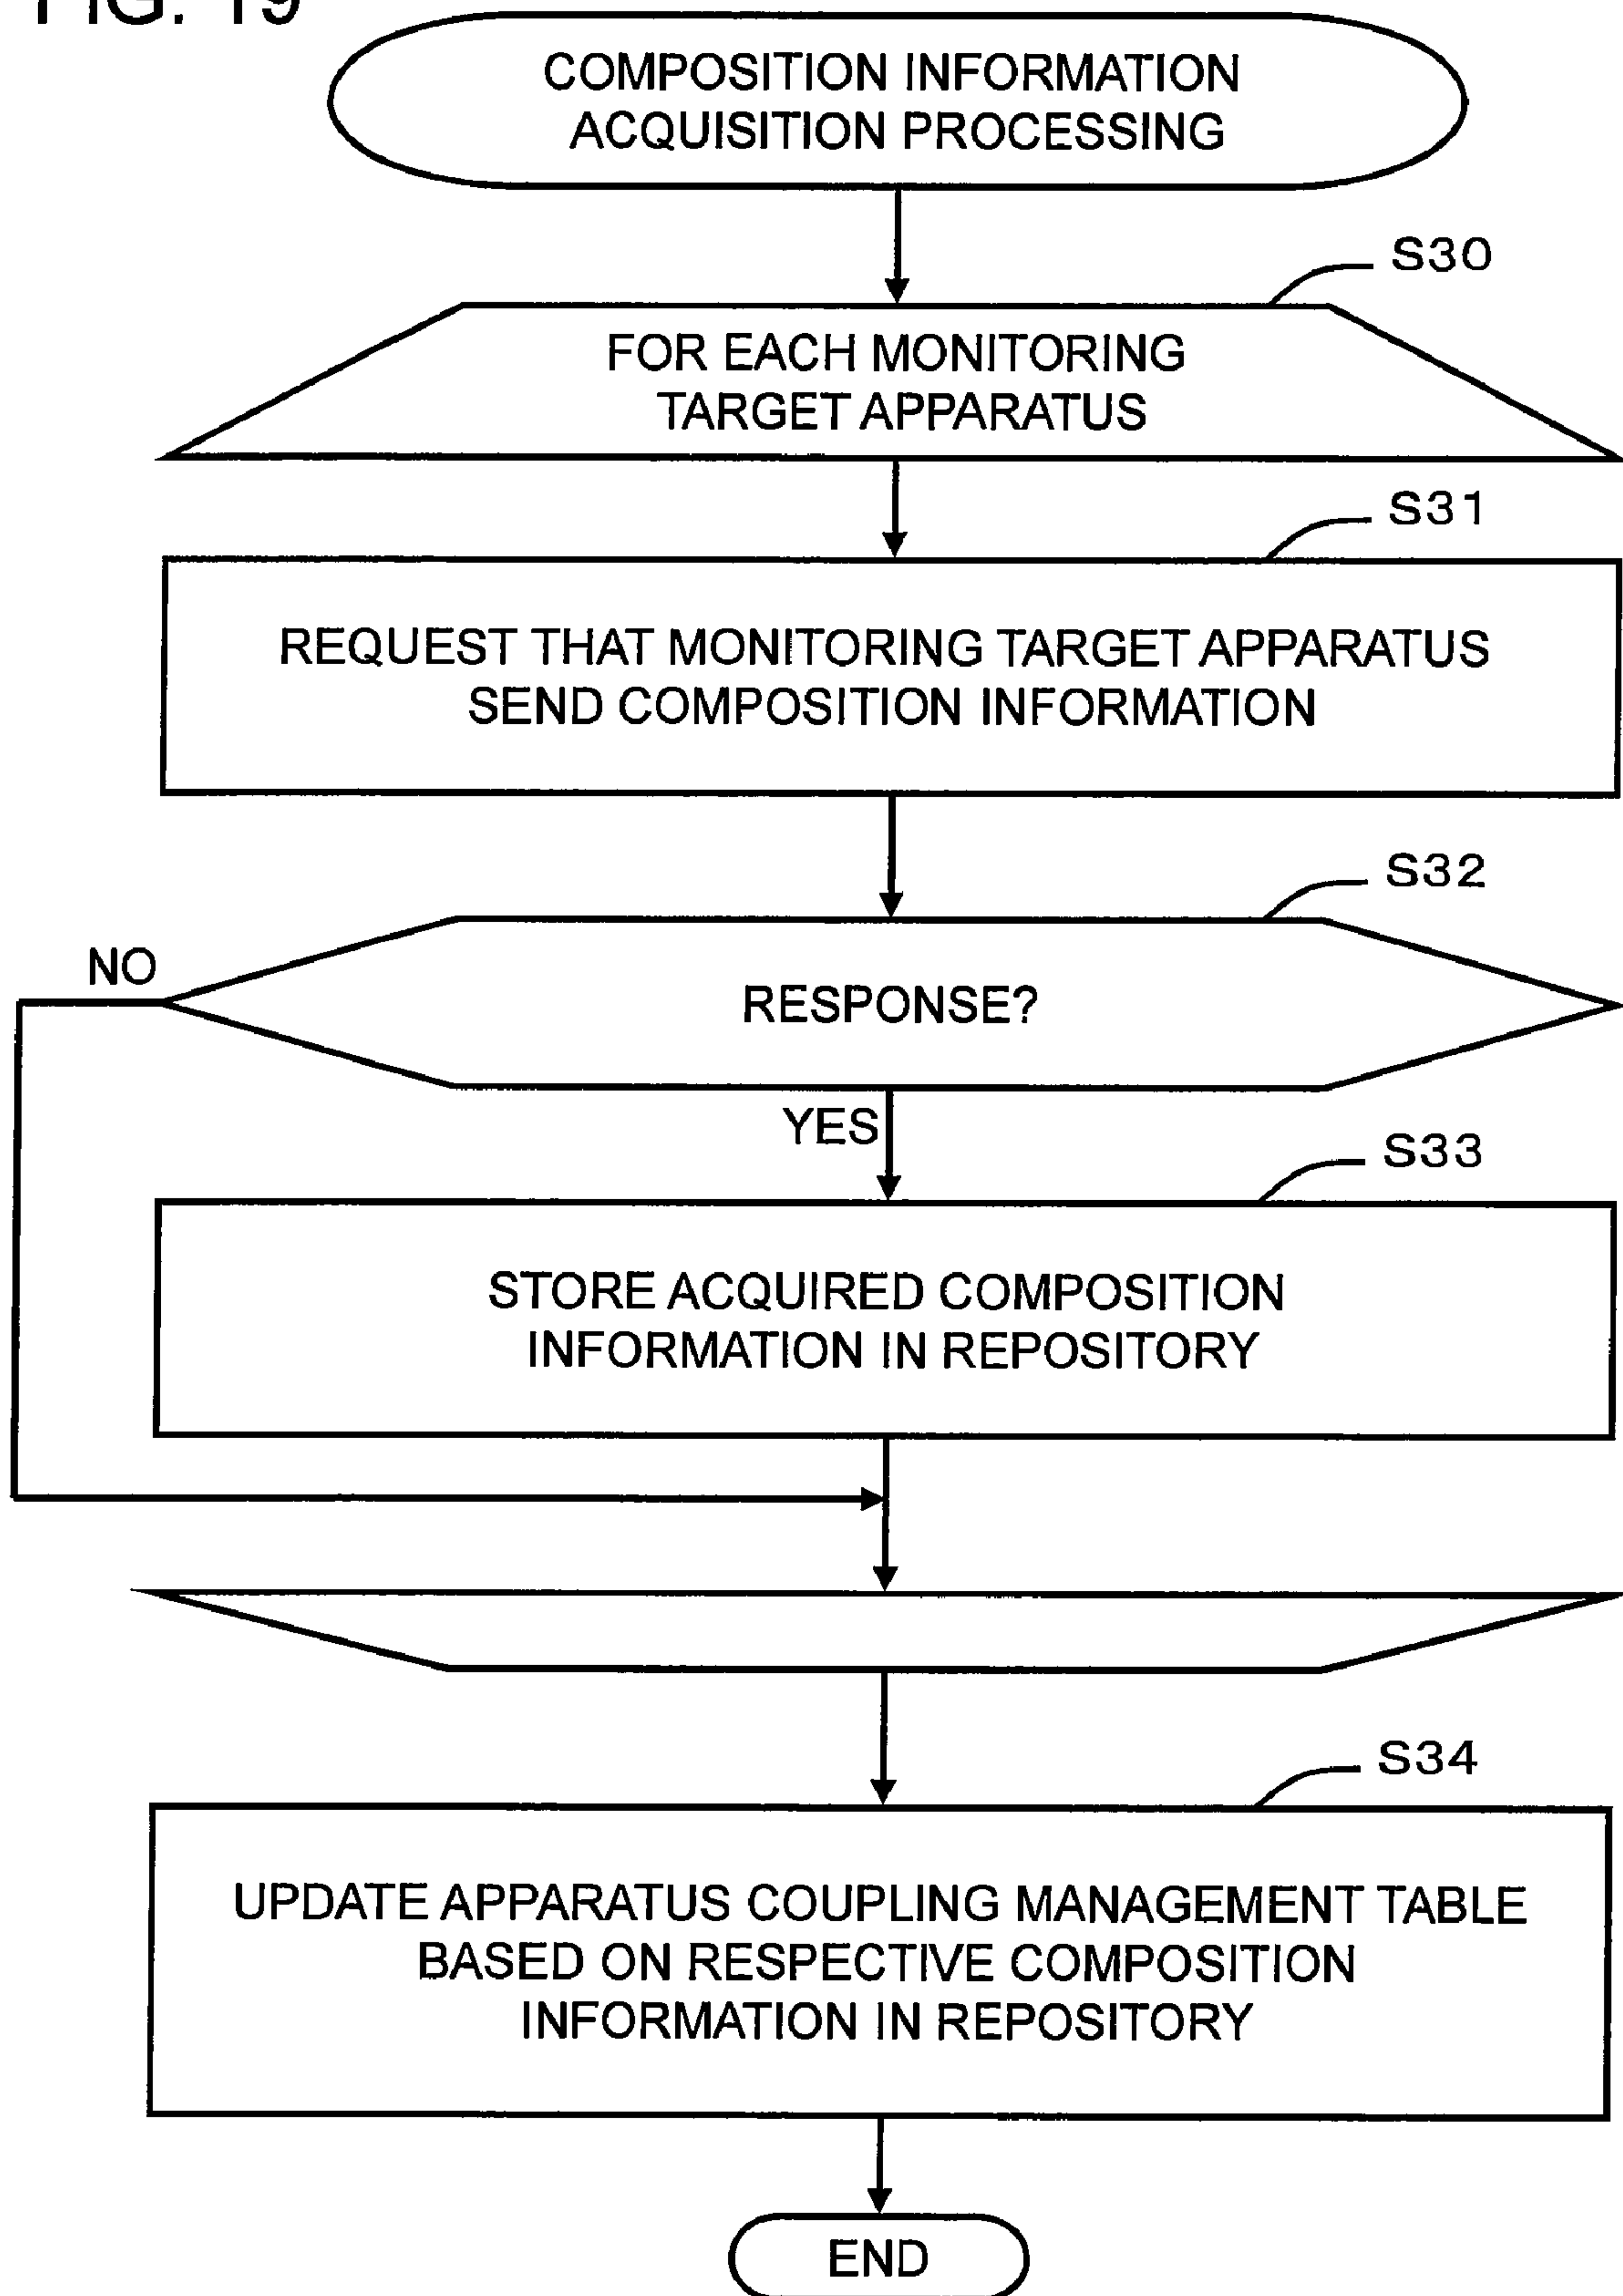 FIG. 19
COMPOSITION INFORMATION
ACQUISITION PROCESSING
S30
FOR EACH MONITORING
TARGET APPARATUS
S31
REQUEST THAT MONITORING TARGET APPARATUS
SEND COMPOSITION INFORMATION
S32
NO
RESPONSE?
YES
S33
STORE ACQUIRED COMPOSITION
INFORMATION IN REPOSITORY
S34
UPDATE APPARATUS COUPLING MANAGEMENT TABLE
BASED ON RESPECTIVE COMPOSITION
INFORMATION IN REPOSITORY
END